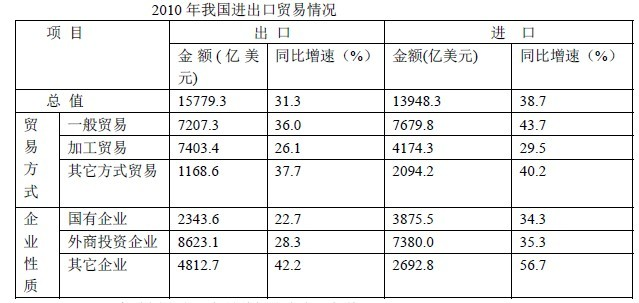 2010 年我国进出口贸易情况
项 目 出 口 进 口
金 额 ( 亿 美元) 同比增速（%） 金额(亿美元) 同比增速（%）
总 值 15779.3 31.3 13948.3 38.7
贸易方式 一般贸易 7207.3 36.0 7679.8 43.7
加工贸易 7403.4 26.1 4174.3 29.5
其它方式贸易 1168.6 37.7 2094.2 40.2
企业性质 国有企业 2343.6 22.7 3875.5 34.3
外商投资企业 8623.1 28.3 7380.0 35.3
其它企业 4812.7 42.2 2692.8 56.7